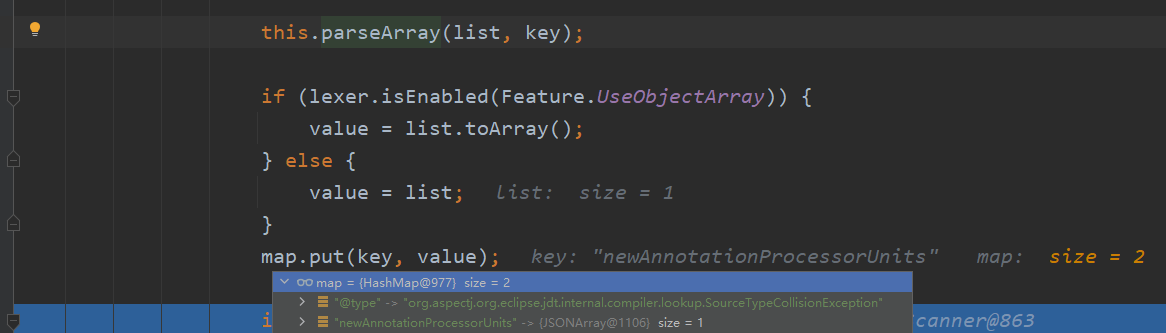 this.parseArray(list, key);
if (lexer.isEnabled(Feature.UseObjectArray)) {
value = list.toArray();
} else {
value = list; list: size = 1
}
map.put(key, value); key: "newAnnotationProcessorUnits" map: size = 2
map = {HashMap@977} size = 2
"@type" -> "org.aspectj.org.eclipse.jdt.internal.compiler.lookup.SourceTypeCollisionException"
"newAnnotationProcessorUnits" -> {JSONArray@1106} size = 1
i canner@863